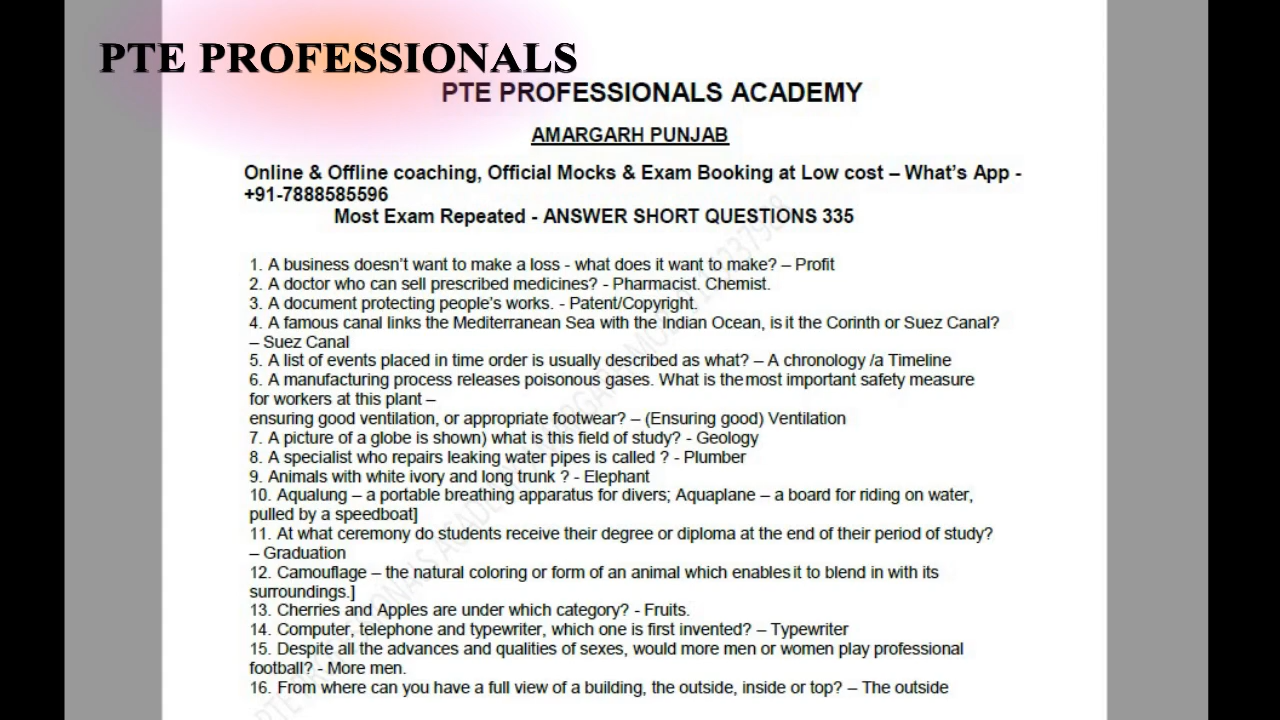 PTE PROFESSIONALS
PTE PROFESSIONALS ACADEMY
AMARGARH PUNJAB
Online & Offline coaching, Official Mocks & Exam Booking at Low cost – What's App -
+91-7888585596
Most Exam Repeated - ANSWER SHORT QUESTIONS 335
1. A business doesn't want to make a loss - what does it want to make? – Profit
2. A doctor who can sell prescribed medicines? - Pharmacist. Chemist.
3. A document protecting people's works. - Patent/Copyright.
4. A famous canal links the Mediterranean Sea with the Indian Ocean, is it the Corinth or Suez Canal?
– Suez Canal
5. A list of events placed in time order is usually described as what? – A chronology /a Timeline
6. A manufacturing process releases poisonous gases. What is the most important safety measure
for workers at this plant –
ensuring good ventilation, or appropriate footwear? – (Ensuring good) Ventilation
7. A picture of a globe is shown) what is this field of study? - Geology
8. A specialist who repairs leaking water pipes is called ? - Plumber
9. Animals with white ivory and long trunk ? - Elephant
10. Aqualung – a portable breathing apparatus for divers; Aquaplane – a board for riding on water,
pulled by a speedboat]
11. At what ceremony do students receive their degree or diploma at the end of their period of study?
– Graduation
12. Camouflage – the natural coloring or form of an animal which enables it to blend in with its
surroundings.]
13. Cherries and Apples are under which category? - Fruits.
14. Computer, telephone and typewriter, which one is first invented? – Typewriter
15. Despite all the advances and qualities of sexes, would more men or women play professional
football? - More men.
16. From where can you have a full view of a building, the outside, inside or top? – The outside